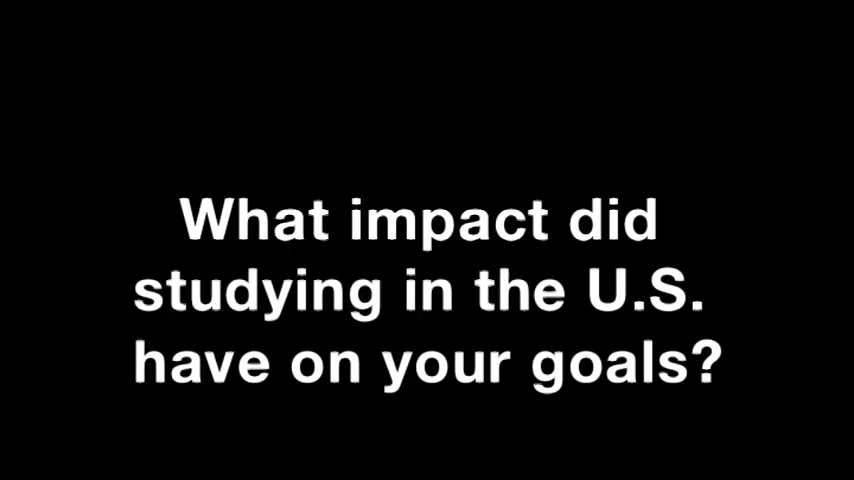 What impact did
studying in the U.S.
have on your goals?